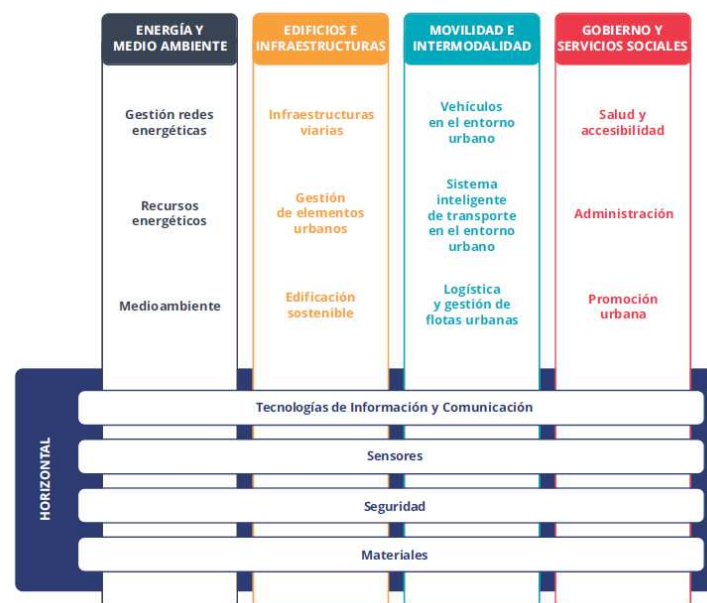 ENERGÍA Y
MEDIO AMBIENTE
Gestión redes
energéticas
Recursos
energéticos
Medioambiente
EDIFICIOS E
INFRAESTRUCTURAS
Infraestructuras
viarias
Gestión
de elementos
urbanos
Edificación
sostenible
MOVILIDAD E
INTERMODALIDAD
Vehículos
en el entorno
urbano
Sistema
inteligente
de transporte
en el entorno
urbano
Logística
y gestión de
flotas urbanas
GOBIERNO Y
SERVICIOS SOCIALES
Salud y
accesibilidad
Administración
Promoción
urbana
HORIZONTAL
Tecnologías de Información y Comunicación
Sensores
Seguridad
Materiales